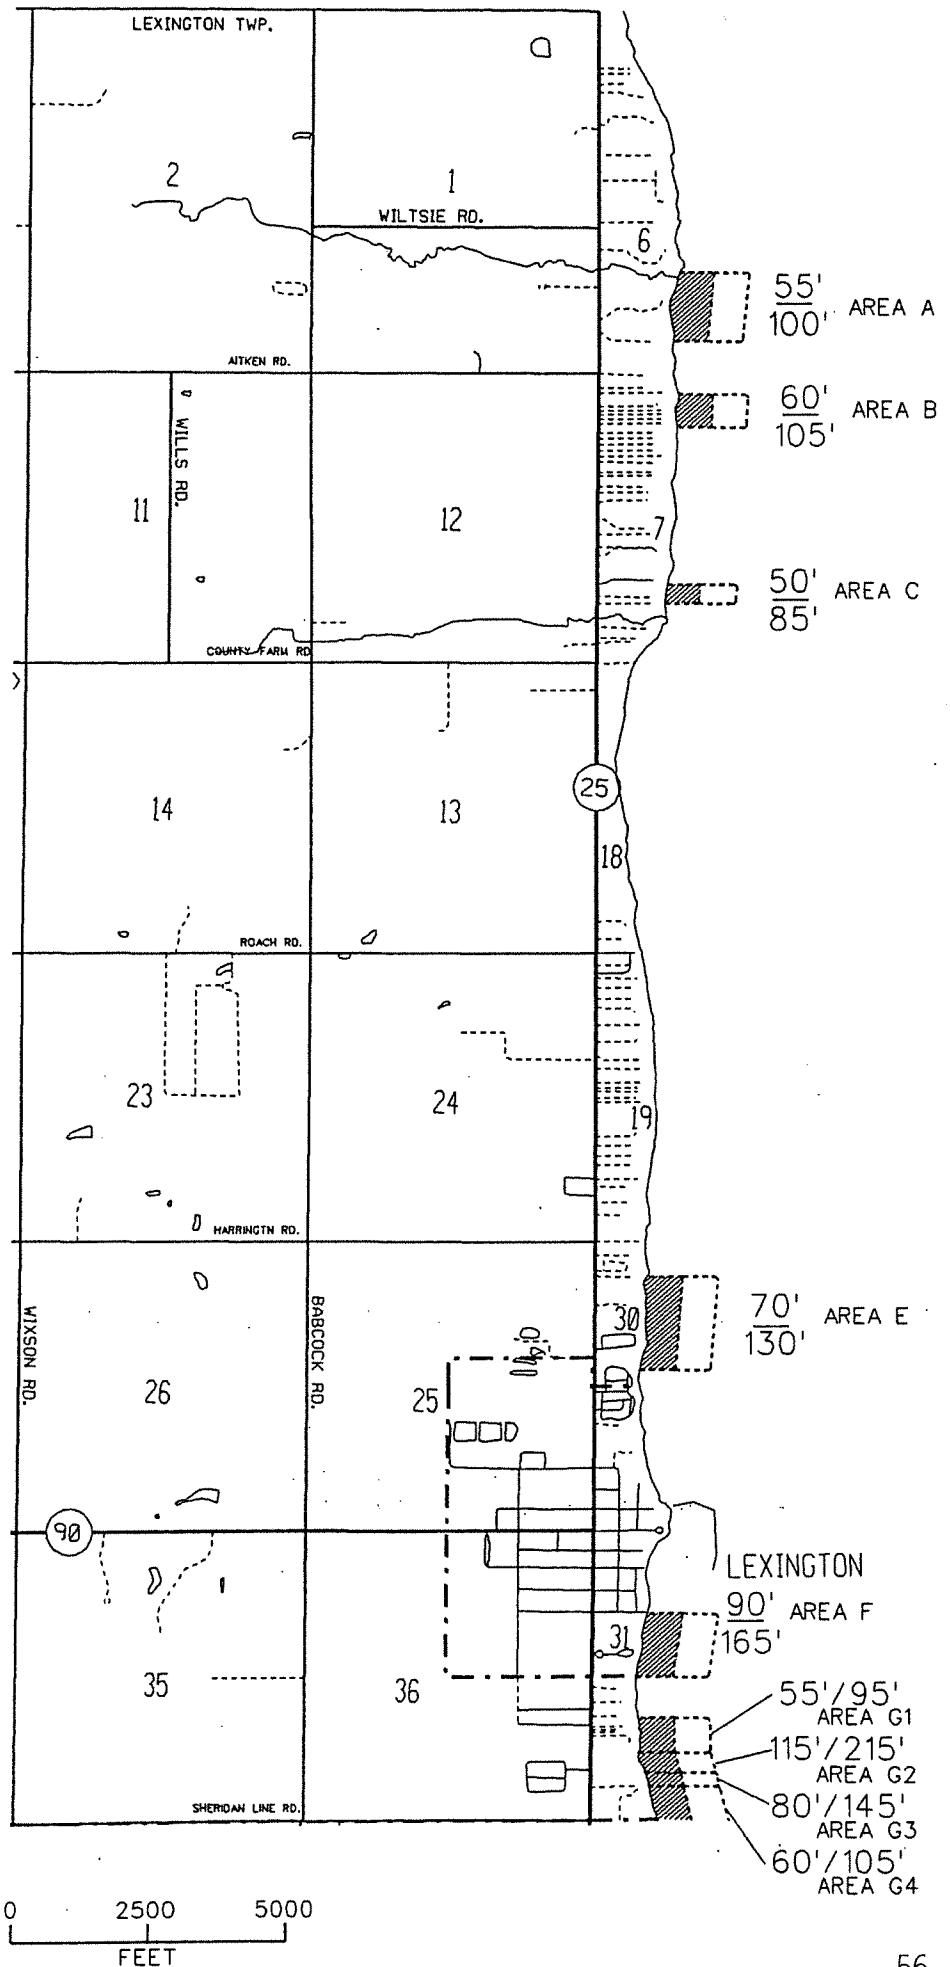 LEXINGTON TWP.
2
1
WILTSIE RD.
6
55'
100'
AREA A
AITKEN RD.
60'
105'
AREA B
WILLS RD.
11
12
7
50'
85'
AREA C
COUNTY FARM RD
25
14
13
18
ROACH RD.
23
24
19
HARRINGTN RD.
WIXSON RD.
BABCOCK RD.
30
70'
130'
AREA E
26
25
90
LEXINGTON
90'
165'
AREA F
31
35
36
55'/95'
AREA G1
115'/215'
AREA G2
80'/145'
AREA G3
60'/105'
AREA G4
SHERIDAN LINE RD.
0 2500 5000
FEET
56